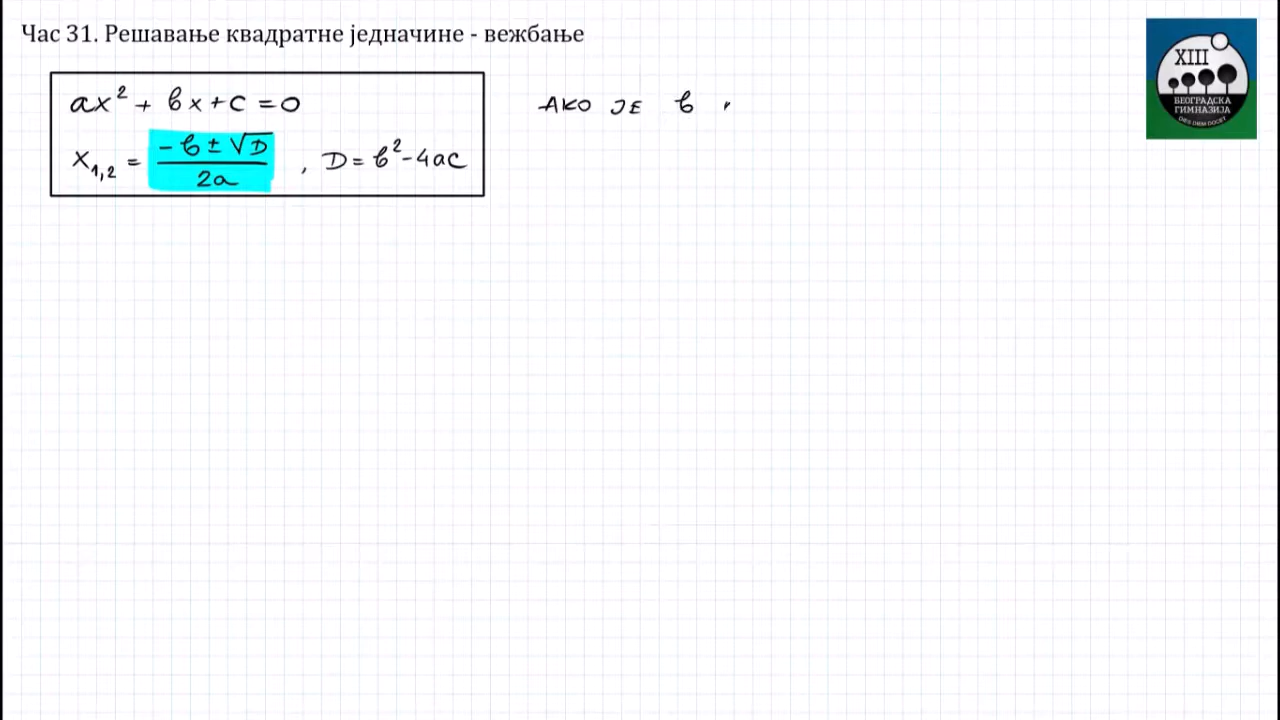 Час 31. Решавање квадратне једначине - вежбање
ax² + bx + c = 0
x₁,₂ = (-b ± √D) / 2a , D = b² - 4ac
АКО ЈЕ b
XIII
БЕОГРАДСКА
ГИМНАЗИЈА